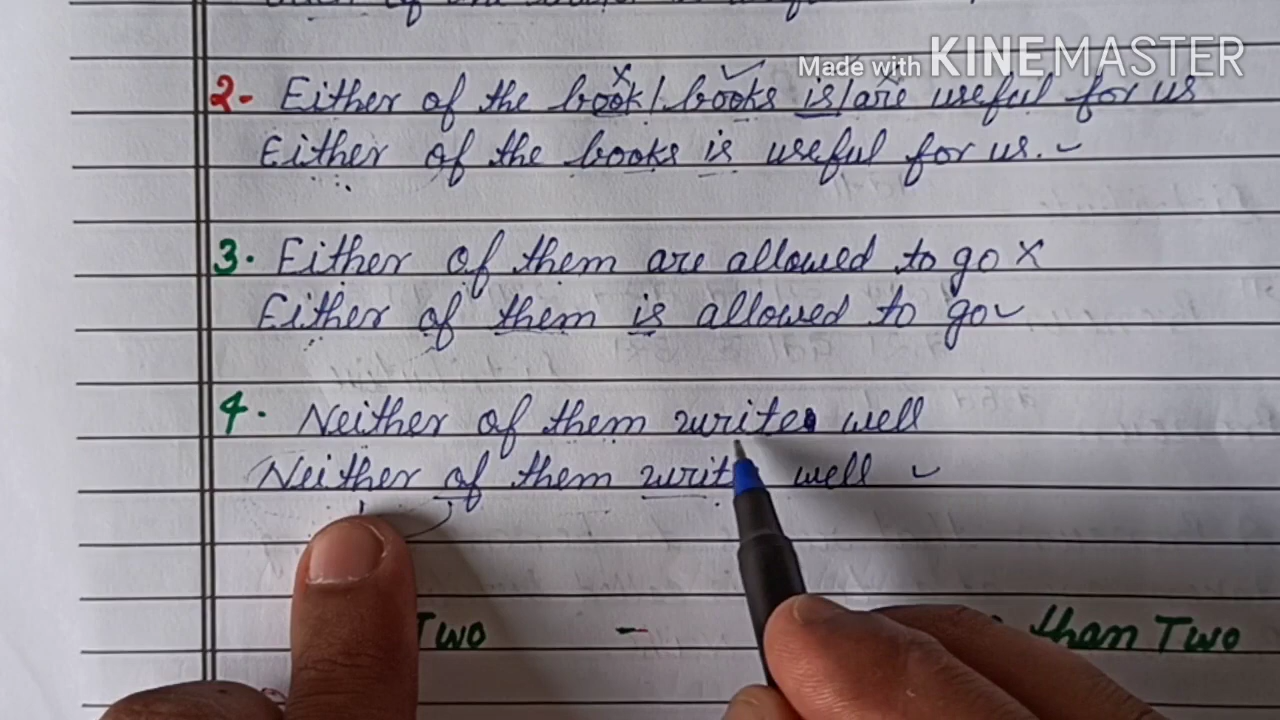 Made with KINEMASTER
2- Either of the book/books is/are useful for us
Either of the books is useful for us.
3. Either of them are allowed to go ×
Either of them is allowed to go
4. Neither of them write well
Neither of them well
Two - than Two